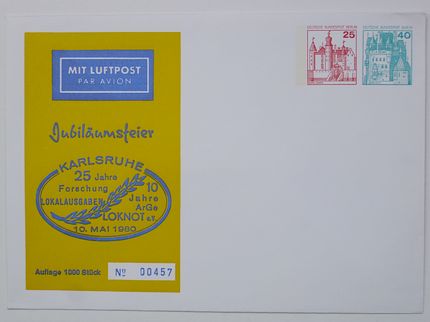 DEUTSCHE BUNDESPOST BERLIN
25
DEUTSCHE BUNDESPOST BERLIN
40
MIT LUFTPOST
PAR AVION
Jubiläumsfeier
KARLSRUHE
25 Jahre
Forschung
LOKALAUSGABEN
10
Jahre
ArGe
LOKNOT e.V.
10. MAI 1980
Auflage 1000 Stück
Nº 00457